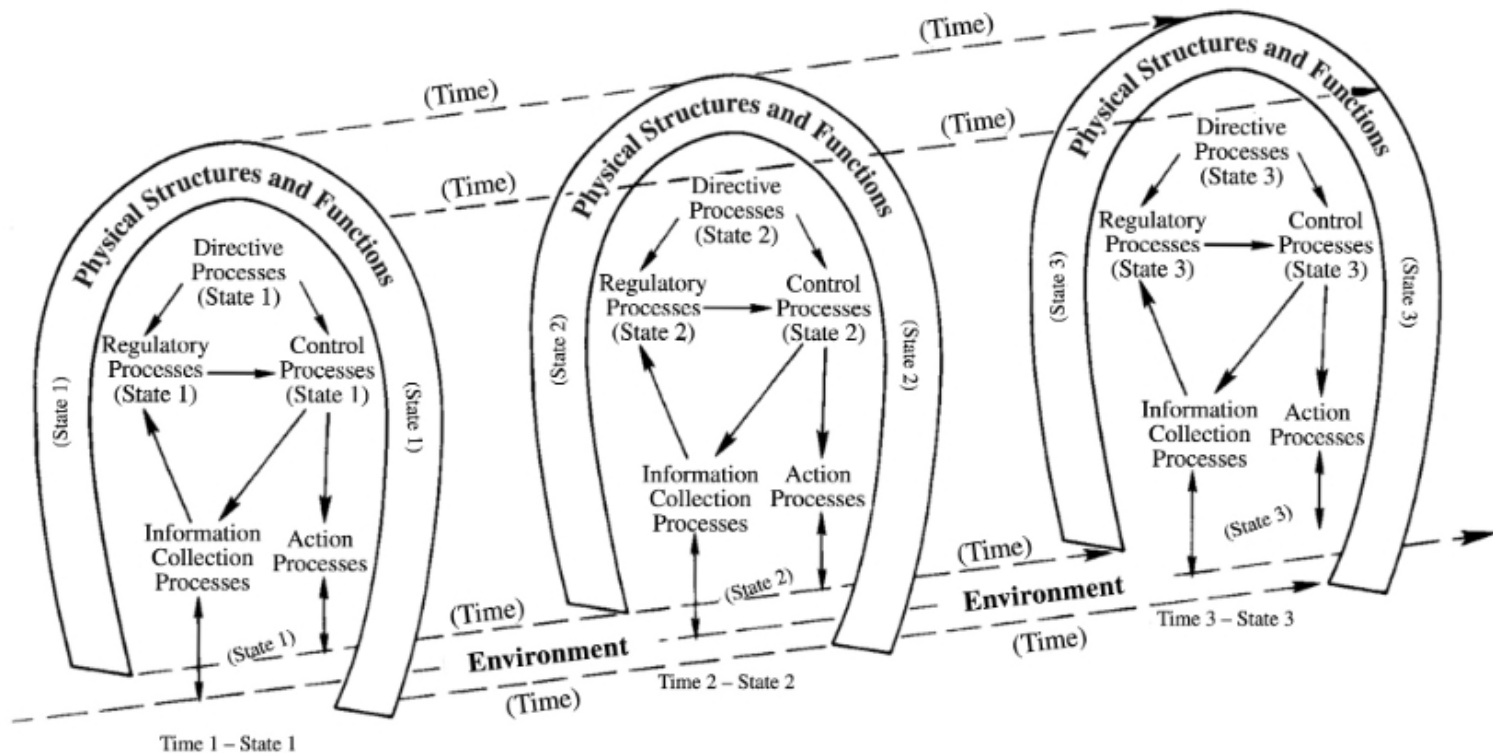 (Time)
(Time)
(Time)
(Time)
Physical Structures and Functions
(State 1)
(State 1)
Directive
Processes
(State 1)
Regulatory
Processes
(State 1)
Control
Processes
(State 1)
Information
Collection
Processes
Action
Processes
(State 1)
Time 1 – State 1
Physical Structures and Functions
(State 2)
(State 2)
Directive
Processes
(State 2)
Regulatory
Processes
(State 2)
Control
Processes
(State 2)
Information
Collection
Processes
Action
Processes
(State 2)
Time 2 – State 2
Physical Structures and Functions
(State 3)
(State 3)
Directive
Processes
(State 3)
Regulatory
Processes
(State 3)
Control
Processes
(State 3)
Information
Collection
Processes
Action
Processes
(State 3)
Time 3 – State 3
(Time)
Environment
(Time)
(Time)
Environment
(Time)